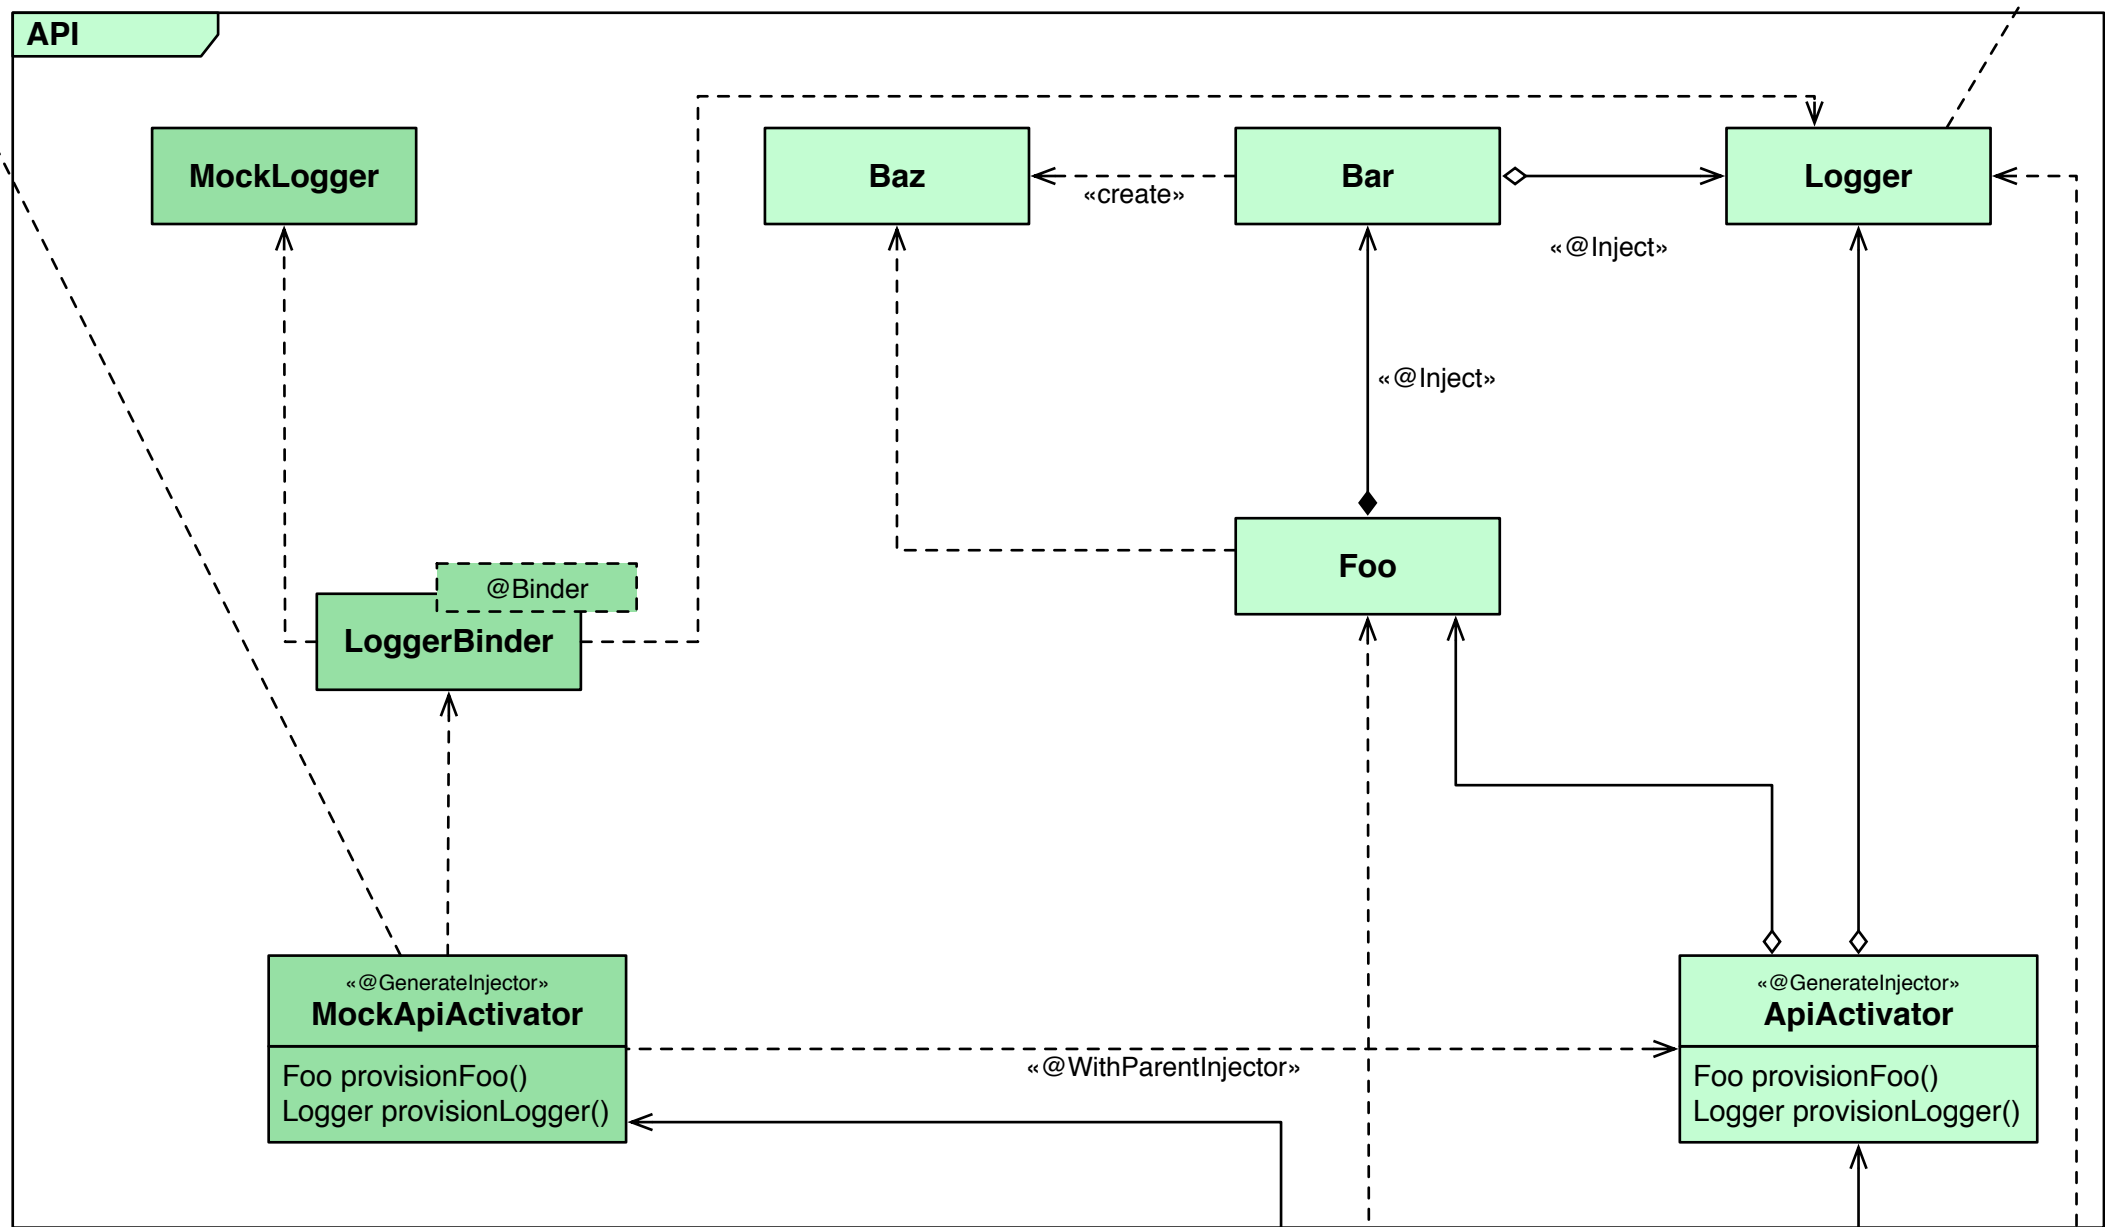 API
MockLogger
Baz
Bar
Logger
«create»
«@Inject»
«@Inject»
Foo
@Binder
LoggerBinder
«@GenerateInjector»
MockApiActivator
Foo provisionFoo()
Logger provisionLogger()
«@WithParentInjector»
«@GenerateInjector»
ApiActivator
Foo provisionFoo()
Logger provisionLogger()